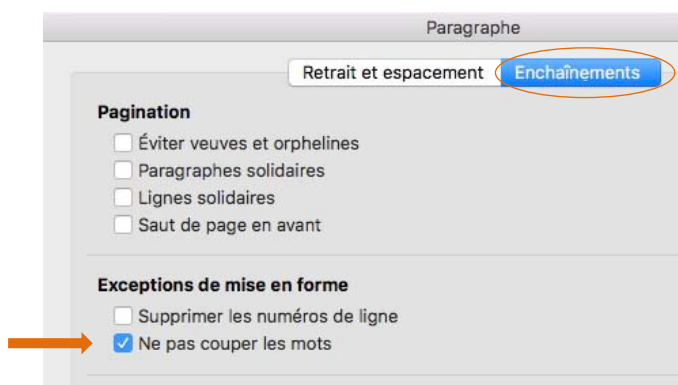 Paragraphe
Retrait et espacement Enchaînements
Pagination
Éviter veuves et orphelines
Paragraphes solidaires
Lignes solidaires
Saut de page en avant
Exceptions de mise en forme
Supprimer les numéros de ligne
Ne pas couper les mots